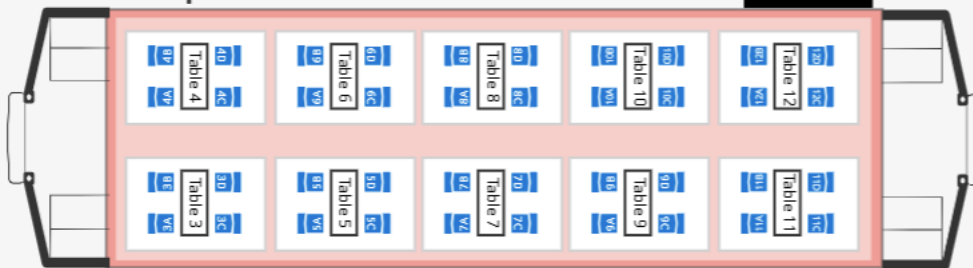 4B Table 4 4D
4A 4C
6B Table 6 6D
6A 6C
8B Table 8 8D
8A 8C
10B Table 10 10D
10A 10C
12B Table 12 12D
12A 12C
3B Table 3 3D
3A 3C
5B Table 5 5D
5A 5C
7B Table 7 7D
7A 7C
9B Table 9 9D
9A 9C
11B Table 11 11D
11A 11C